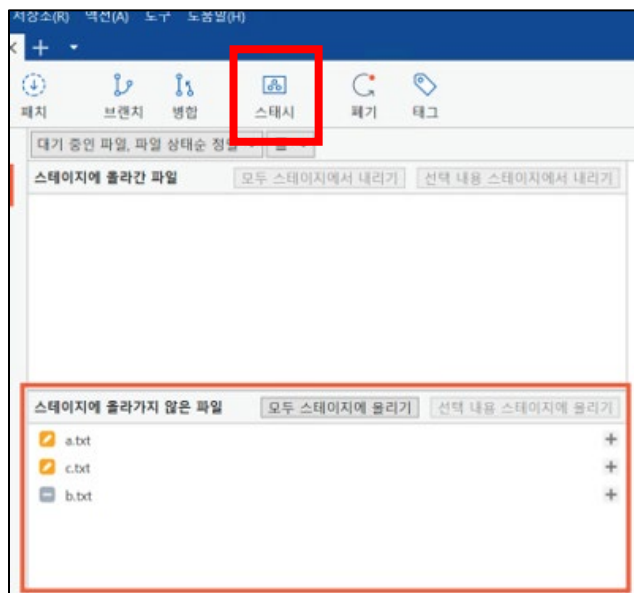 저장소(R) 액션(A) 도구 도움말(H)
+
패치 브랜치 병합 스태시 폐기 태그
대기 중인 파일, 파일 상태순 정렬
스테이지에 올라간 파일 모두 스테이지에서 내리기 선택 내용 스테이지에서 내리기
스테이지에 올라가지 않은 파일 모두 스테이지에 올리기 선택 내용 스테이지에 올리기
a.txt +
c.txt +
b.txt +